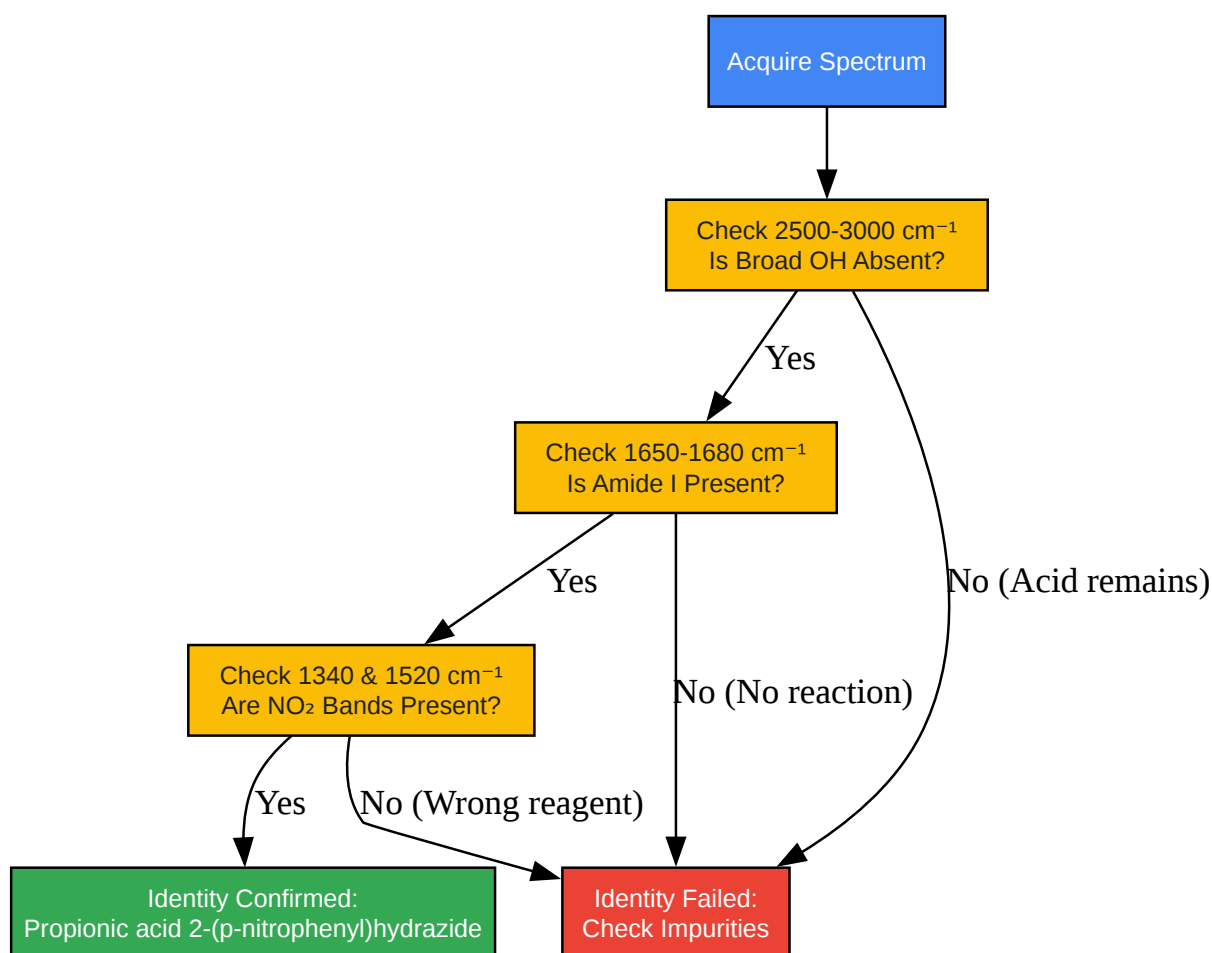 Acquire Spectrum
Check 2500-3000 cm⁻¹
Is Broad OH Absent?
Yes
Check 1650-1680 cm⁻¹
Is Amide I Present?
Yes
No (Acid remains)
Check 1340 & 1520 cm⁻¹
Are NO₂ Bands Present?
No (No reaction)
Yes
No (Wrong reagent)
Identity Confirmed:
Propionic acid 2-(p-nitrophenyl)hydrazide
Identity Failed:
Check Impurities